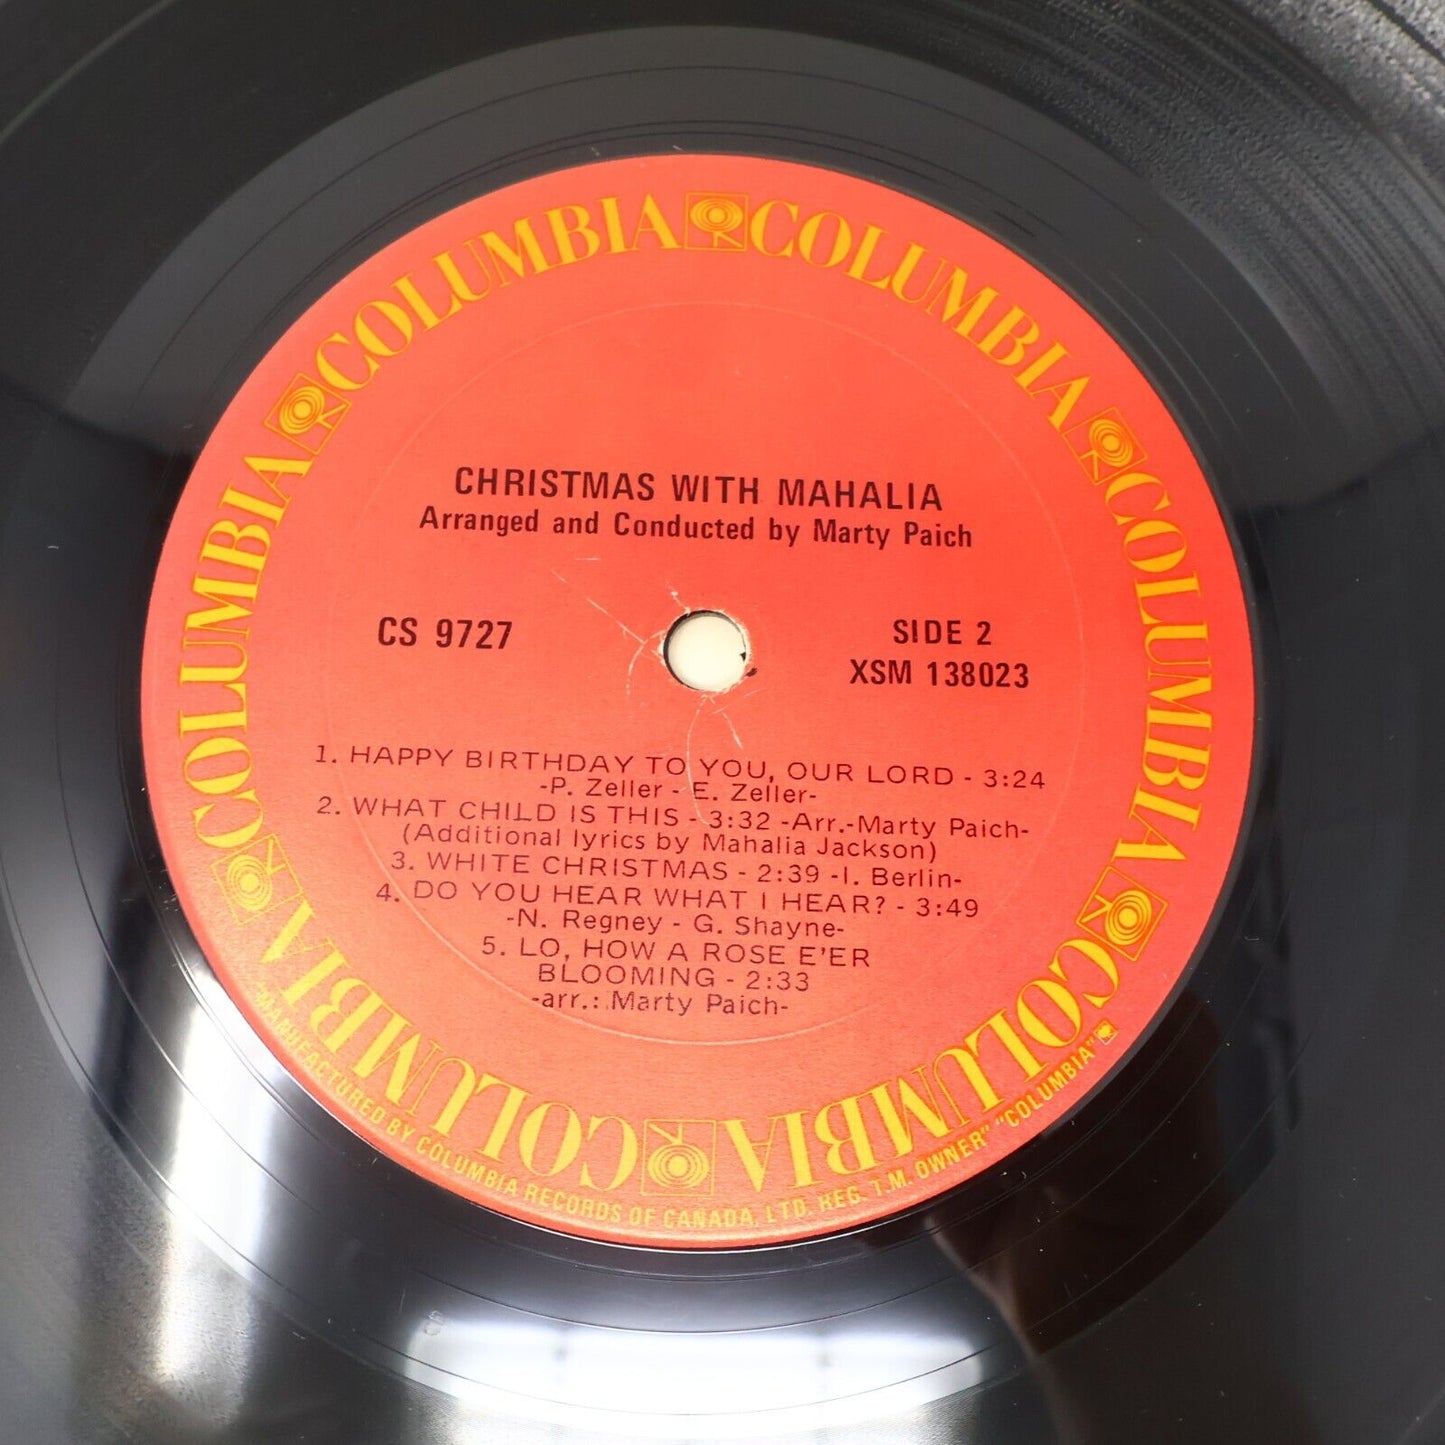 COLUMBIA COLUMBIA COLUMBIA COLUMBIA COLUMBIA COLUMBIA
CHRISTMAS WITH MAHALIA
Arranged and Conducted by Marty Paich
CS 9727
SIDE 2
XSM 138023
1. HAPPY BIRTHDAY TO YOU, OUR LORD - 3:24
-P. Zeller - E. Zeller-
2. WHAT CHILD IS THIS - 3:32 -Arr.-Marty Paich-
(Additional lyrics by Mahalia Jackson)
3. WHITE CHRISTMAS - 2:39 -I. Berlin-
4. DO YOU HEAR WHAT I HEAR? - 3:49
-N. Regney - G. Shayne-
5. LO, HOW A ROSE E'ER
BLOOMING - 2:33
-arr.: Marty Paich-
"MANUFACTURED BY COLUMBIA RECORDS OF CANADA, LTD. REG. T.M. OWNER" "COLUMBIA"